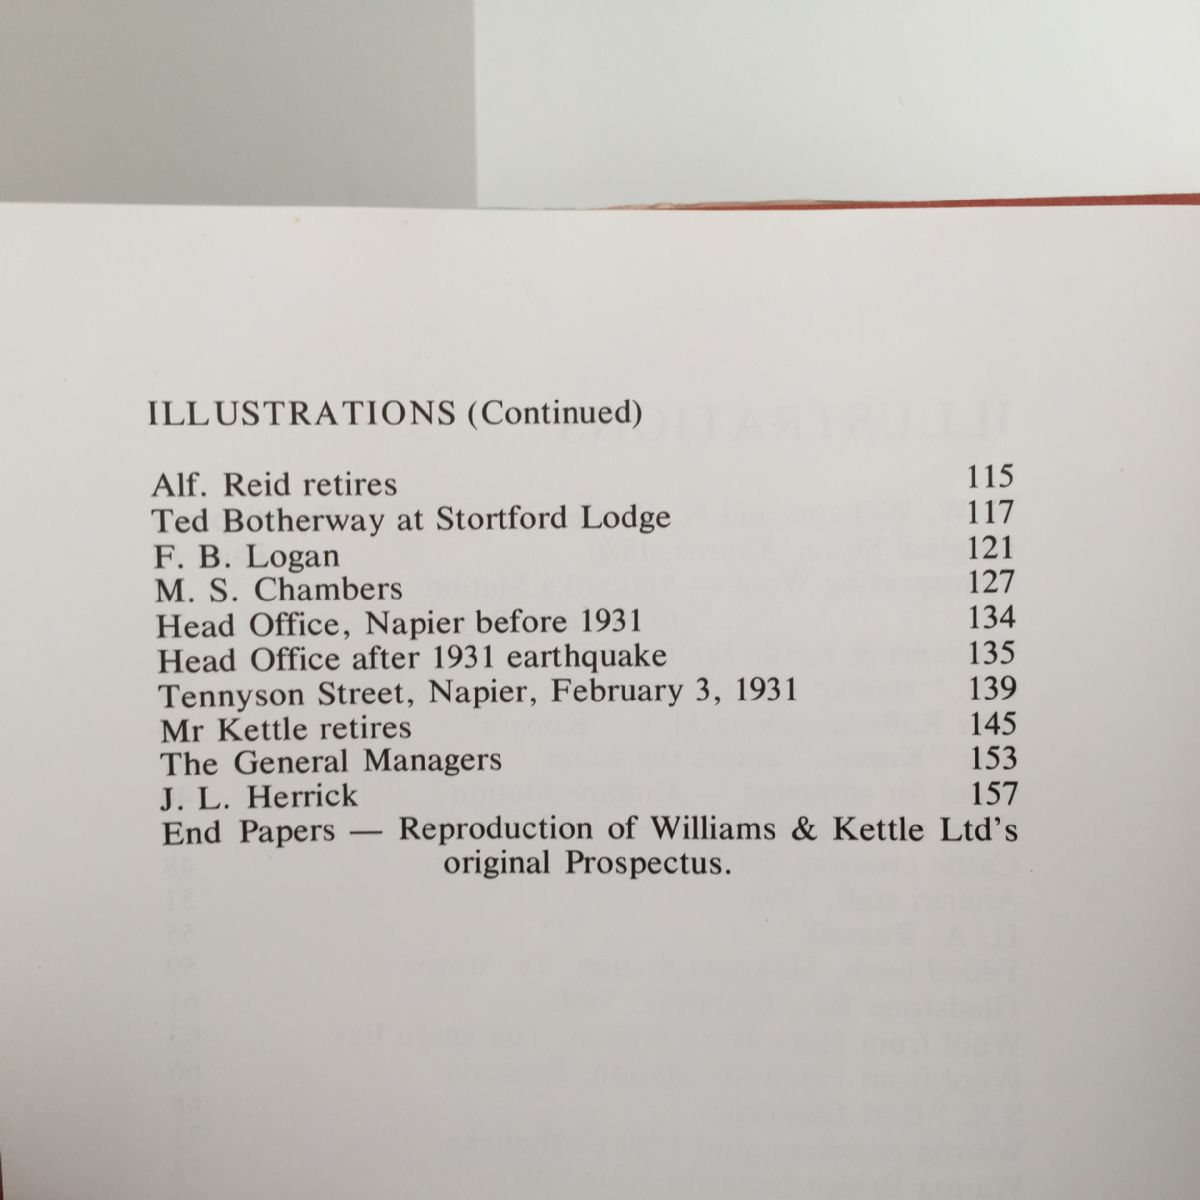 ILLUSTRATIONS (Continued)
Alf. Reid retires 115
Ted Botherway at Stortford Lodge 117
F. B. Logan 121
M. S. Chambers 127
Head Office, Napier before 1931 134
Head Office after 1931 earthquake 135
Tennyson Street, Napier, February 3, 1931 139
Mr Kettle retires 145
The General Managers 153
J. L. Herrick 157
End Papers — Reproduction of Williams & Kettle Ltd's
original Prospectus.